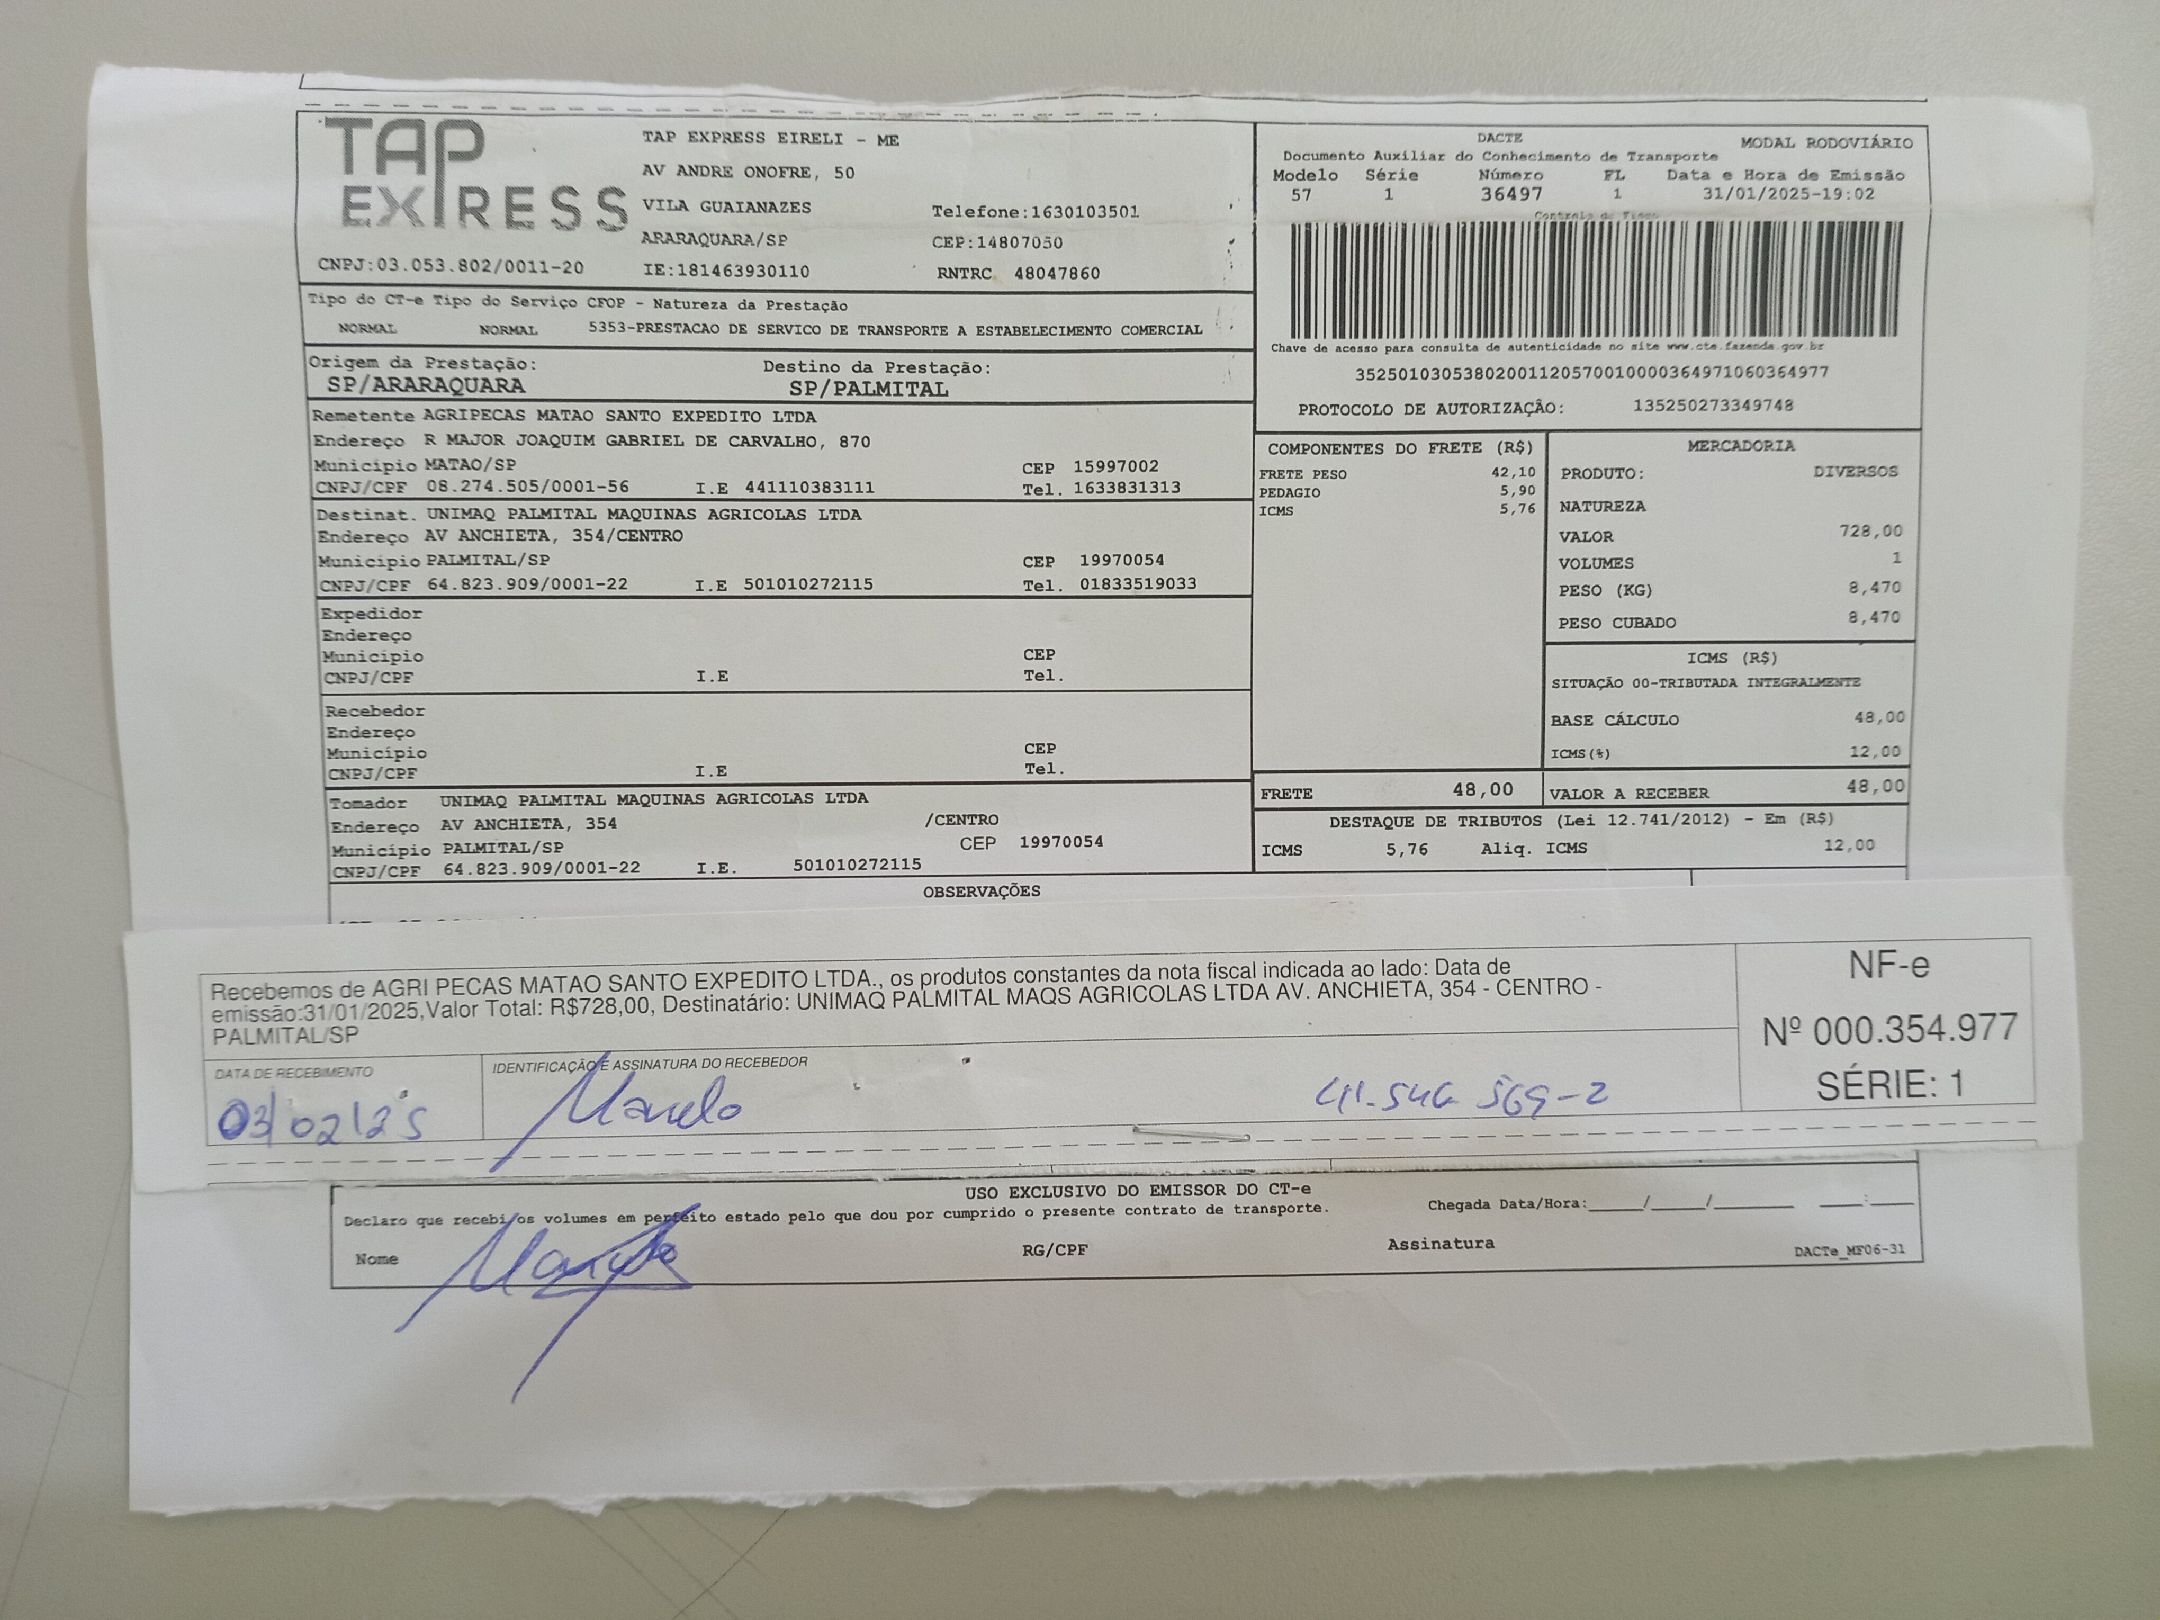 TAP
EXPRESS
TAP EXPRESS EIRELI - ME
AV ANDRE ONOFRE, 50
VILA GUAIANAZES
Telefone:1630103501
ARARAQUARA/SP
CEP:14807050
CNPJ:03.053.802/0011-20
IE:181463930110
RNTRC 48047860
DACTE
MODAL RODOVIÁRIO
Documento Auxiliar do Conhecimento de Transporte
Modelo Série Número FL Data e Hora de Emissão
57 1 36497 1 31/01/2025-19:02
Controle do Fisco
Chave de acesso para consulta de autenticidade no site www.cte.fazenda.gov.br
35250103053802001120570010000364971060364977
PROTOCOLO DE AUTORIZAÇÃO: 135250273349748
Tipo do CT-e Tipo do Serviço CFOP - Natureza da Prestação
NORMAL NORMAL 5353-PRESTACAO DE SERVICO DE TRANSPORTE A ESTABELECIMENTO COMERCIAL
Origem da Prestação: Destino da Prestação:
SP/ARARAQUARA SP/PALMITAL
Remetente AGRIPECAS MATAO SANTO EXPEDITO LTDA
Endereço R MAJOR JOAQUIM GABRIEL DE CARVALHO, 870
Município MATAO/SP CEP 15997002
CNPJ/CPF 08.274.505/0001-56 I.E 441110383111 Tel. 1633831313
Destinat. UNIMAQ PALMITAL MAQUINAS AGRICOLAS LTDA
Endereço AV ANCHIETA, 354/CENTRO
Município PALMITAL/SP CEP 19970054
CNPJ/CPF 64.823.909/0001-22 I.E 501010272115 Tel. 01833519033
Expedidor
Endereço
Município CEP
CNPJ/CPF I.E Tel.
Recebedor
Endereço
Município CEP
CNPJ/CPF I.E Tel.
Tomador UNIMAQ PALMITAL MAQUINAS AGRICOLAS LTDA
Endereço AV ANCHIETA, 354 /CENTRO
Município PALMITAL/SP CEP 19970054
CNPJ/CPF 64.823.909/0001-22 I.E. 501010272115
COMPONENTES DO FRETE (R$)
FRETE PESO 42,10
PEDAGIO 5,90
ICMS 5,76
MERCADORIA
PRODUTO: DIVERSOS
NATUREZA
VALOR 728,00
VOLUMES 1
PESO (KG) 8,470
PESO CUBADO 8,470
ICMS (R$)
SITUAÇÃO 00-TRIBUTADA INTEGRALMENTE
BASE CÁLCULO 48,00
ICMS(%) 12,00
FRETE 48,00 VALOR A RECEBER 48,00
DESTAQUE DE TRIBUTOS (Lei 12.741/2012) - Em (R$)
ICMS 5,76 Aliq. ICMS 12,00
OBSERVAÇÕES
Recebemos de AGRI PECAS MATAO SANTO EXPEDITO LTDA., os produtos constantes da nota fiscal indicada ao lado: Data de
emissão:31/01/2025,Valor Total: R$728,00, Destinatário: UNIMAQ PALMITAL MAQS AGRICOLAS LTDA AV. ANCHIETA, 354 - CENTRO -
PALMITAL/SP
NF-e
Nº 000.354.977
SÉRIE: 1
DATA DE RECEBIMENTO
IDENTIFICAÇÃO E ASSINATURA DO RECEBEDOR
03/02/25
41.546 569-2
USO EXCLUSIVO DO EMISSOR DO CT-e
Declaro que recebi os volumes em perfeito estado pelo que dou por cumprido o presente contrato de transporte.
Chegada Data/Hora:_____/_____/_______ ____:____
Nome RG/CPF Assinatura DACTe_MF06-31